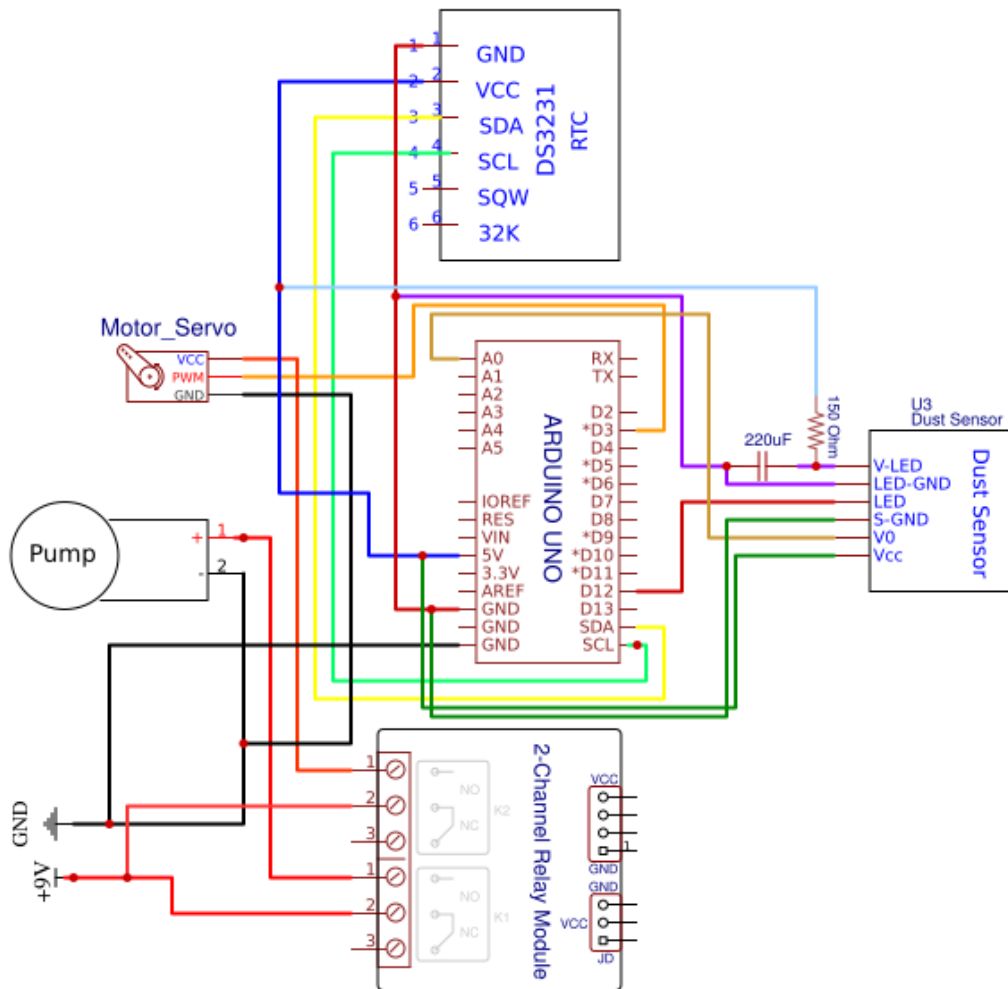 1 1 GND
2 2 VCC
3 3 SDA
4 4 SCL
5 5 SQW
6 6 32K
DS3231
RTC
Motor_Servo
VCC
PWM
GND
A0
A1
A2
A3
A4
A5
IOREF
RES
VIN
5V
3.3V
AREF
GND
GND
GND
ARDUINO UNO
RX
TX
D2
*D3
D4
*D5
*D6
D7
D8
*D9
*D10
*D11
D12
D13
SDA
SCL
220uF
150 Ohm
U3
Dust Sensor
V-LED
LED-GND
LED
S-GND
V0
Vcc
Dust Sensor
Pump
+ 1
- 2
GND
+9V
1
2
3
1
2
3
NO
NC
K2
NO
NC
K1
2-Channel Relay Module
VCC
1
GND
GND
VCC
JD